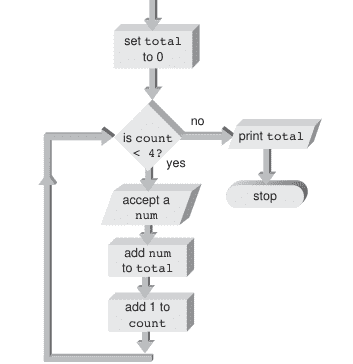 set total
to 0
no
is count
< 4?
print total
yes
accept a
num
stop
add num
to total
add 1 to
count